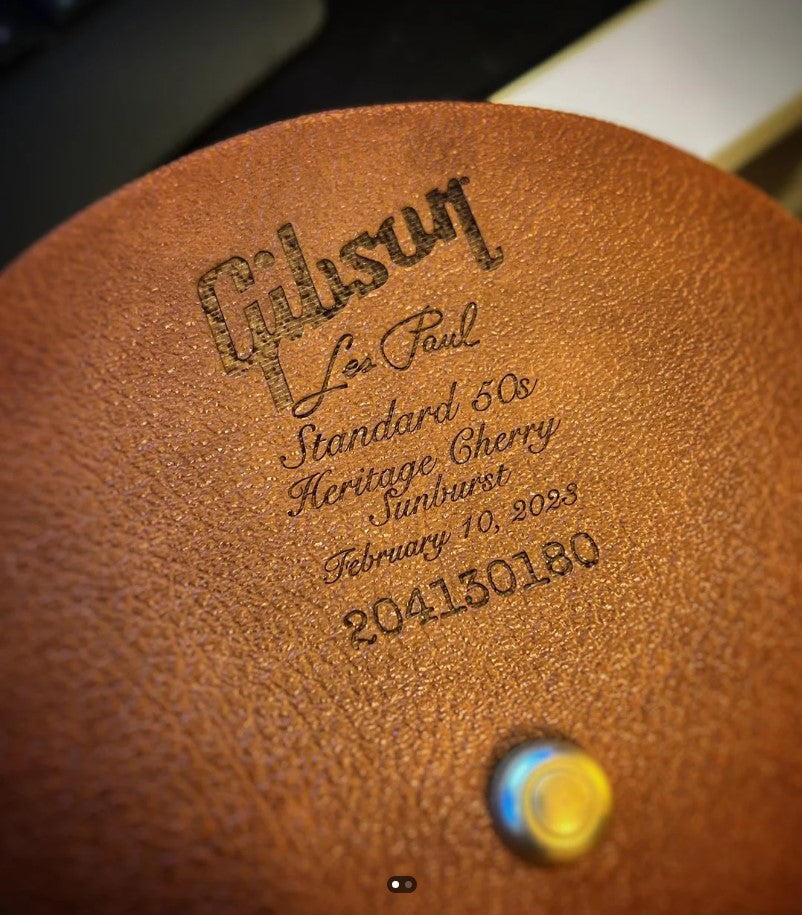 Gibson
Les Paul
Standard 50s
Heritage Cherry
Sunburst
February 10, 2023
204130180